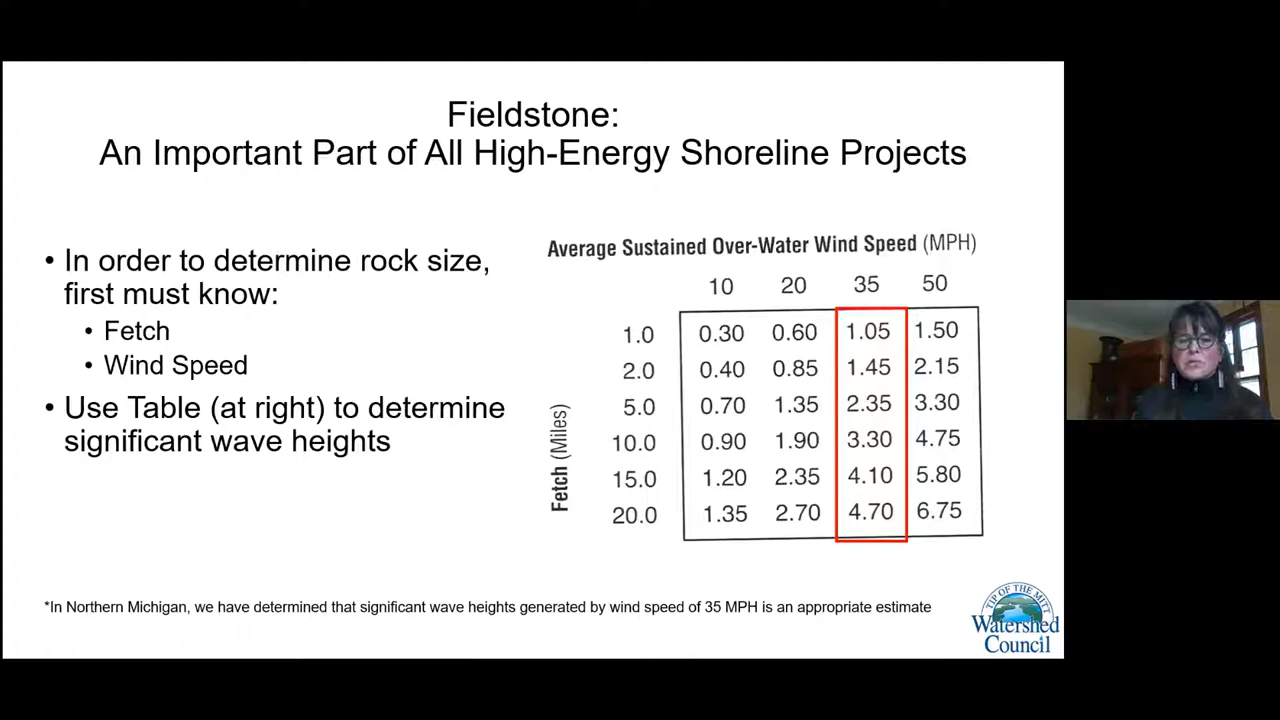 Fieldstone:
An Important Part of All High-Energy Shoreline Projects
• In order to determine rock size,
first must know:
• Fetch
• Wind Speed
• Use Table (at right) to determine
significant wave heights
Average Sustained Over-Water Wind Speed (MPH)
10 20 35 50
Fetch (Miles)
1.0 0.30 0.60 1.05 1.50
2.0 0.40 0.85 1.45 2.15
5.0 0.70 1.35 2.35 3.30
10.0 0.90 1.90 3.30 4.75
15.0 1.20 2.35 4.10 5.80
20.0 1.35 2.70 4.70 6.75
*In Northern Michigan, we have determined that significant wave heights generated by wind speed of 35 MPH is an appropriate estimate
TIP OF THE MITT
Watershed
Council